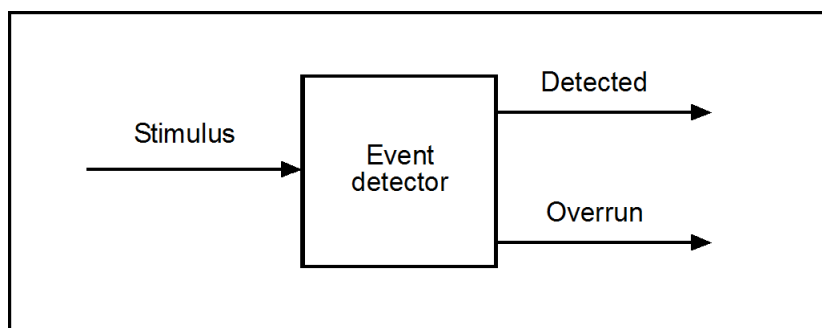 Detected
Stimulus
Event
detector
Overrun